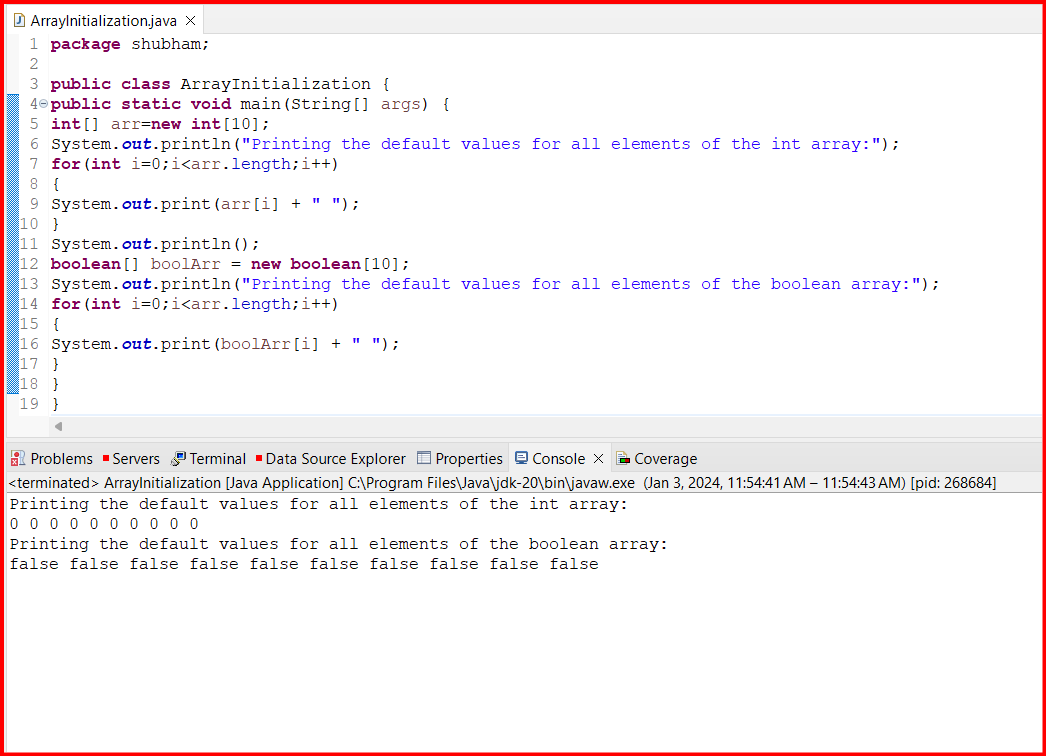 ArrayInitialization.java
1 package shubham;
2
3 public class ArrayInitialization {
4 public static void main(String[] args) {
5 int[] arr=new int[10];
6 System.out.println("Printing the default values for all elements of the int array:");
7 for(int i=0;i<arr.length;i++)
8 {
9 System.out.print(arr[i] + " ");
10 }
11 System.out.println();
12 boolean[] boolArr = new boolean[10];
13 System.out.println("Printing the default values for all elements of the boolean array:");
14 for(int i=0;i<arr.length;i++)
15 {
16 System.out.print(boolArr[i] + " ");
17 }
18 }
19 }
Problems Servers Terminal Data Source Explorer Properties Console Coverage
<terminated> ArrayInitialization [Java Application] C:\Program Files\Java\jdk-20\bin\javaw.exe (Jan 3, 2024, 11:54:41 AM – 11:54:43 AM) [pid: 268684]
Printing the default values for all elements of the int array:
0 0 0 0 0 0 0 0 0 0
Printing the default values for all elements of the boolean array:
false false false false false false false false false false